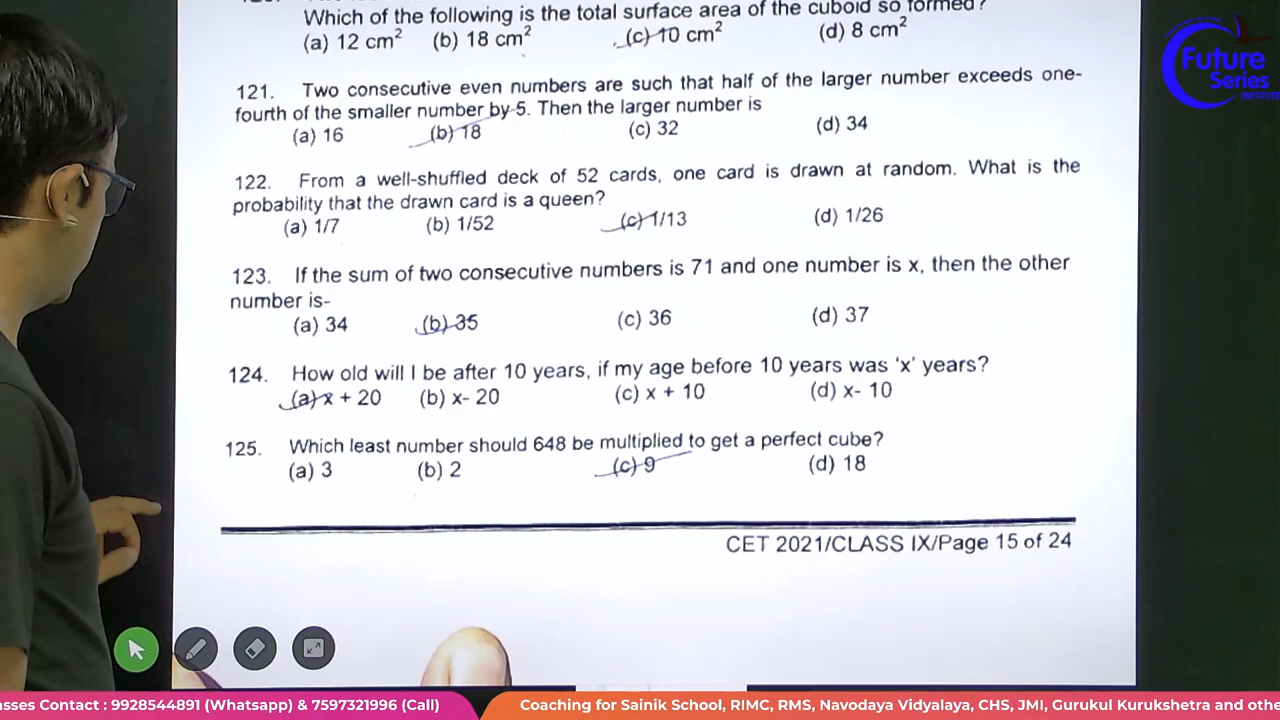 Which of the following is the total surface area of the cuboid so formed?
(a) 12 cm² (b) 18 cm² (c) 10 cm² (d) 8 cm²
Future
Series
INSTITUTE
121. Two consecutive even numbers are such that half of the larger number exceeds one-
fourth of the smaller number by 5. Then the larger number is
(a) 16 (b) 18 (c) 32 (d) 34
122. From a well-shuffled deck of 52 cards, one card is drawn at random. What is the
probability that the drawn card is a queen?
(a) 1/7 (b) 1/52 (c) 1/13 (d) 1/26
123. If the sum of two consecutive numbers is 71 and one number is x, then the other
number is-
(a) 34 (b) 35 (c) 36 (d) 37
124. How old will I be after 10 years, if my age before 10 years was 'x' years?
(a) x + 20 (b) x- 20 (c) x + 10 (d) x- 10
125. Which least number should 648 be multiplied to get a perfect cube?
(a) 3 (b) 2 (c) 9 (d) 18
CET 2021/CLASS IX/Page 15 of 24
asses Contact : 9928544891 (Whatsapp) & 7597321996 (Call)
Coaching for Sainik School, RIMC, RMS, Navodaya Vidyalaya, CHS, JMI, Gurukul Kurukshetra and othe